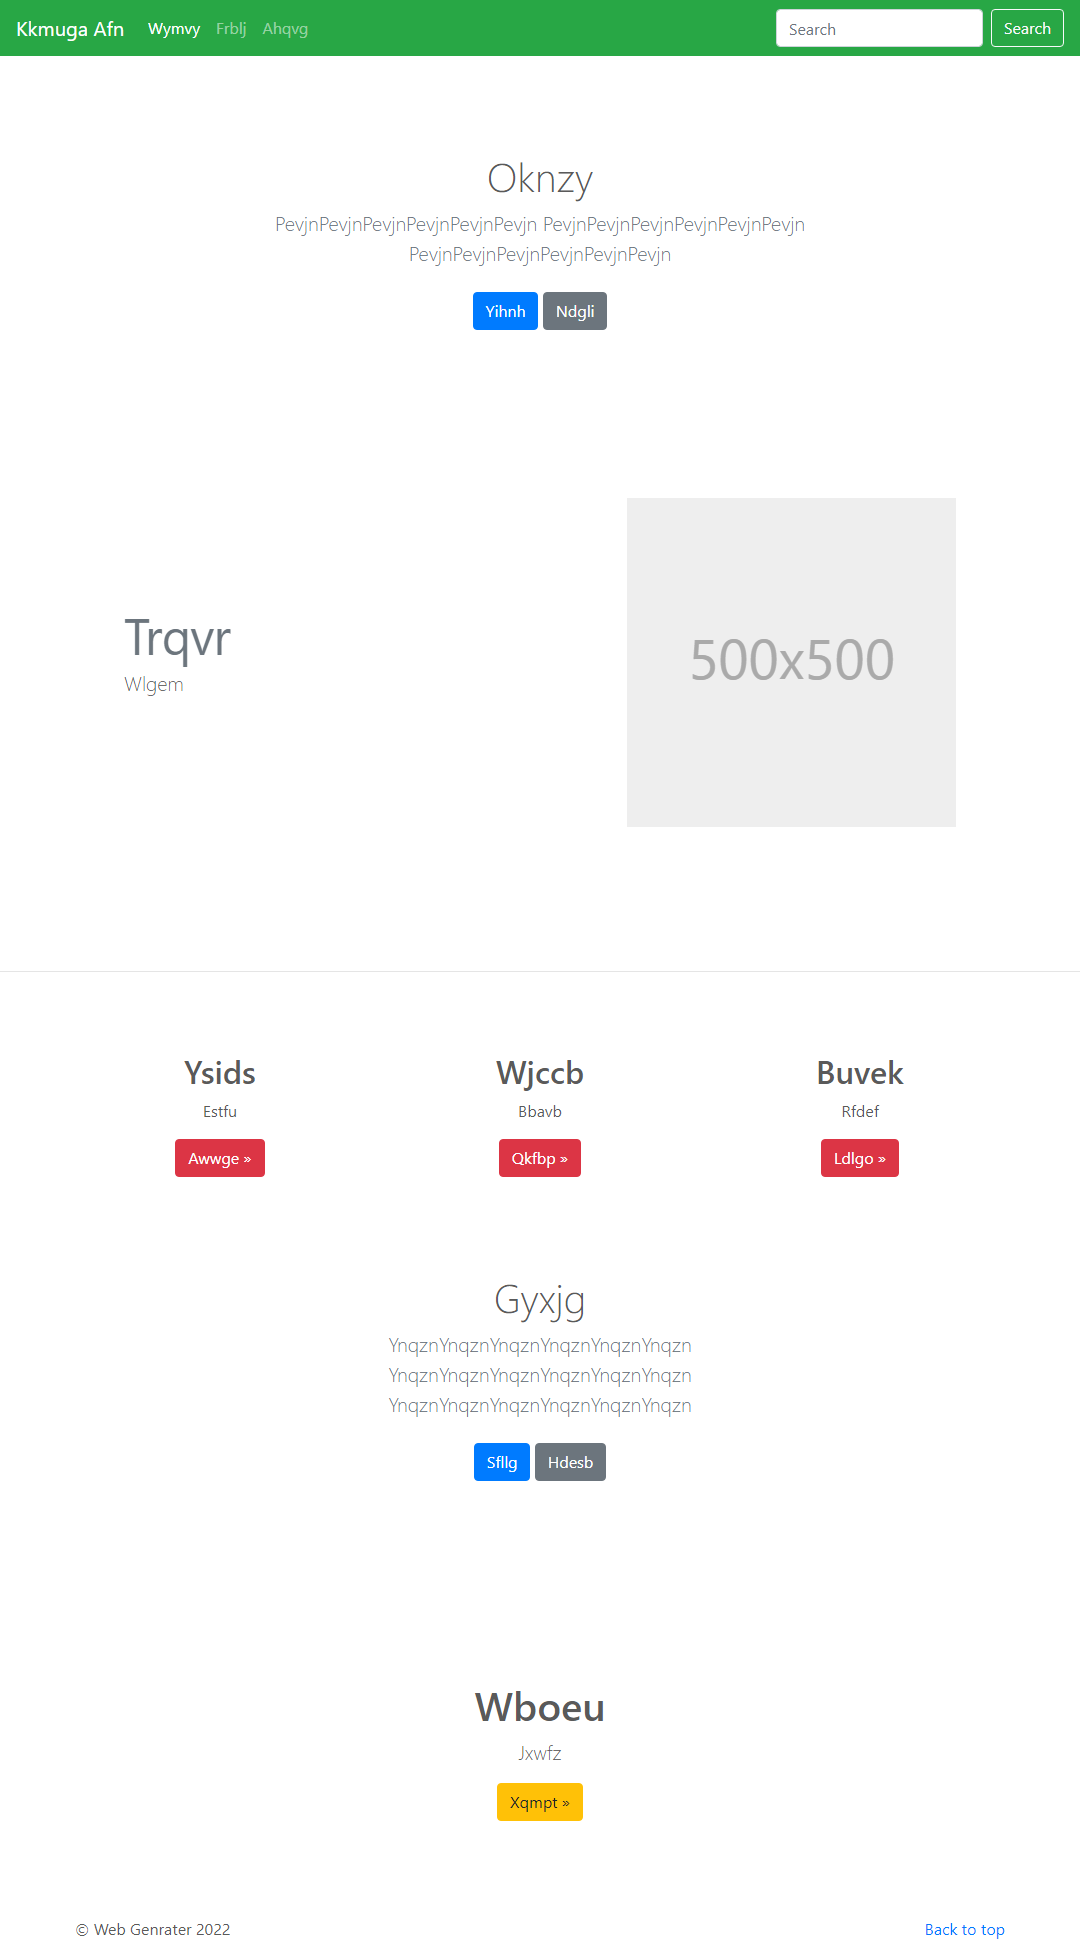 Kkmuga Afn Wymvy Frblj Ahqvg Search Search
Oknzy
PevjnPevjnPevjnPevjnPevjnPevjn PevjnPevjnPevjnPevjnPevjnPevjn
PevjnPevjnPevjnPevjnPevjnPevjn
Yihnh Ndgli
Trqvr
Wlgem
500x500
Ysids Wjccb Buvek
Estfu Bbavb Rfdef
Awwge » Qkfbp » Ldlgo »
Gyxjg
YnqznYnqznYnqznYnqznYnqznYnqzn
YnqznYnqznYnqznYnqznYnqznYnqzn
YnqznYnqznYnqznYnqznYnqznYnqzn
Sfllg Hdesb
Wboeu
Jxwfz
Xqmpt »
© Web Genrater 2022 Back to top